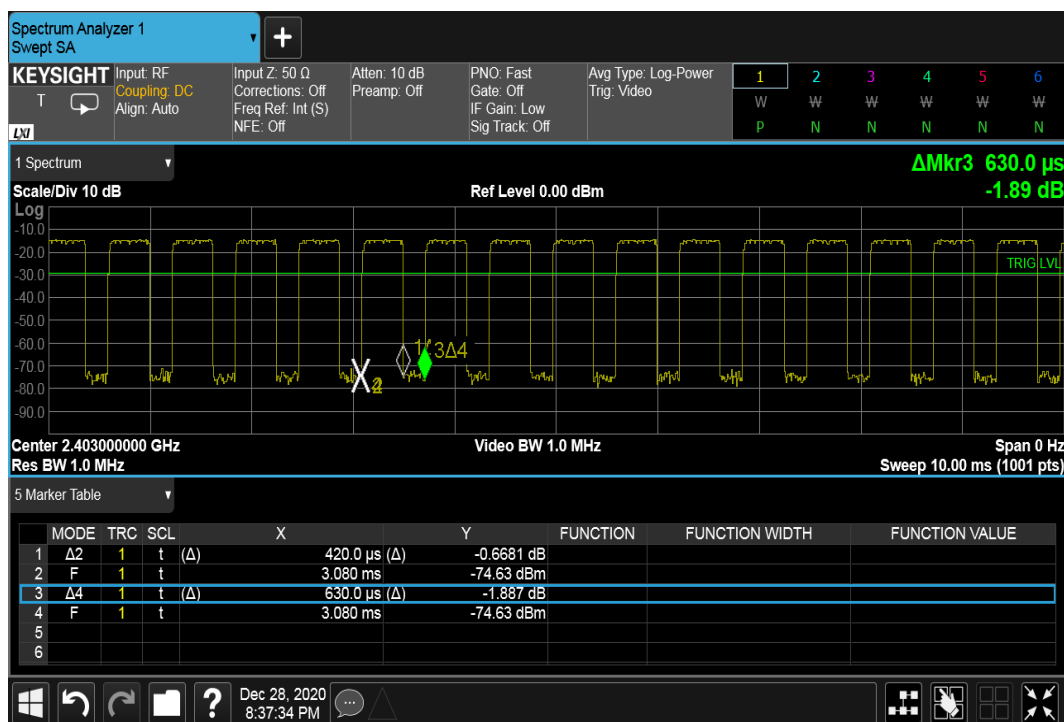 Spectrum Analyzer 1
Swept SA
+
KEYSIGHT
T
LXI
Input: RF
Coupling: DC
Align: Auto
Input Z: 50 Ω
Corrections: Off
Freq Ref: Int (S)
NFE: Off
Atten: 10 dB
Preamp: Off
PNO: Fast
Gate: Off
IF Gain: Low
Sig Track: Off
Avg Type: Log-Power
Trig: Video
1 2 3 4 5 6
W W W W W W
P N N N N N
1 Spectrum
ΔMkr3 630.0 µs
Scale/Div 10 dB Ref Level 0.00 dBm -1.89 dB
Log
-10.0
-20.0
TRIG LVL
-30.0
-40.0
-50.0
-60.0
3Δ4
-70.0
-80.0
-90.0
Center 2.403000000 GHz Video BW 1.0 MHz Span 0 Hz
Res BW 1.0 MHz Sweep 10.00 ms (1001 pts)
5 Marker Table
MODE TRC SCL X Y FUNCTION FUNCTION WIDTH FUNCTION VALUE
1 Δ2 1 t (Δ) 420.0 µs (Δ) -0.6681 dB
2 F 1 t 3.080 ms -74.63 dBm
3 Δ4 1 t (Δ) 630.0 µs (Δ) -1.887 dB
4 F 1 t 3.080 ms -74.63 dBm
5
6
?
Dec 28, 2020
8:37:34 PM